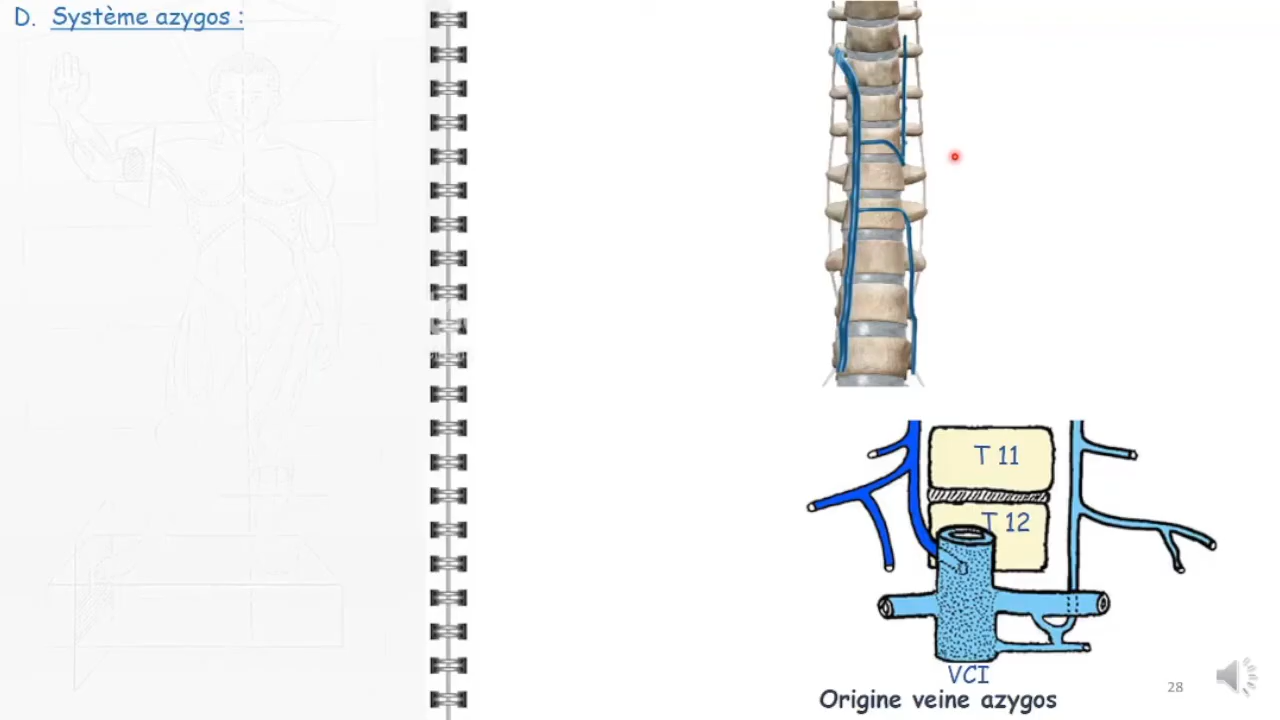 D. Système azygos :
T 11
T 12
VCI
Origine veine azygos
28